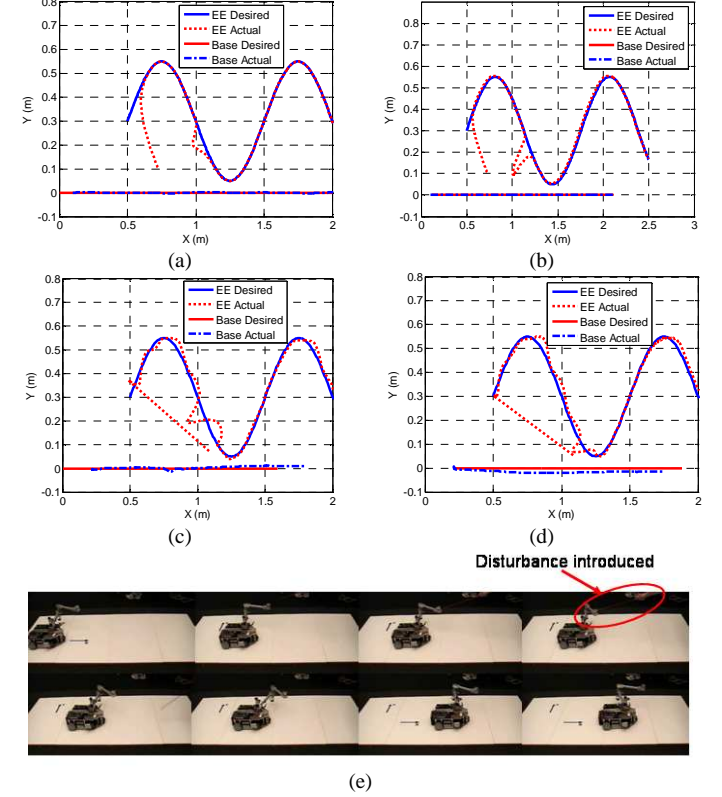 0.8
0.7
0.6
0.5
0.4
0.3
0.2
0.1
0
-0.1
Y (m)
0 0.5 1 1.5 2
X (m)
EE Desired
EE Actual
Base Desired
Base Actual
(a)
0.8
0.7
0.6
0.5
0.4
0.3
0.2
0.1
0
-0.1
Y (m)
0 0.5 1 1.5 2 2.5 3
X (m)
EE Desired
EE Actual
Base Desired
Base Actual
(b)
0.8
0.7
0.6
0.5
0.4
0.3
0.2
0.1
0
-0.1
Y (m)
0 0.5 1 1.5 2
X (m)
EE Desired
EE Actual
Base Desired
Base Actual
(c)
0.8
0.7
0.6
0.5
0.4
0.3
0.2
0.1
0
-0.1
Y (m)
0 0.5 1 1.5 2
X (m)
EE Desired
EE Actual
Base Desired
Base Actual
(d)
Disturbance introduced
(e)